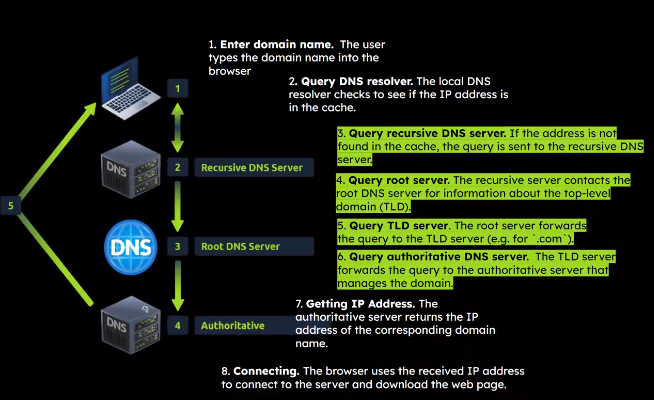 1. Enter domain name. The user
types the domain name into the
browser
2. Query DNS resolver. The local DNS
resolver checks to see if the IP address is
in the cache.
1
3. Query recursive DNS server. If the address is not
found in the cache, the query is sent to the recursive DNS
server.
DNS
2 Recursive DNS Server
4. Query root server. The recursive server contacts the
root DNS server for information about the top-level
domain (TLD).
5
5. Query TLD server. The root server forwards
the query to the TLD server (e.g. for `.com`).
DNS
3 Root DNS Server
6. Query authoritative DNS server. The TLD server
forwards the query to the authoritative server that
manages the domain.
DNS
4 Authoritative
7. Getting IP Address. The
authoritative server returns the IP
address of the corresponding domain
name.
8. Connecting. The browser uses the received IP address
to connect to the server and download the web page.